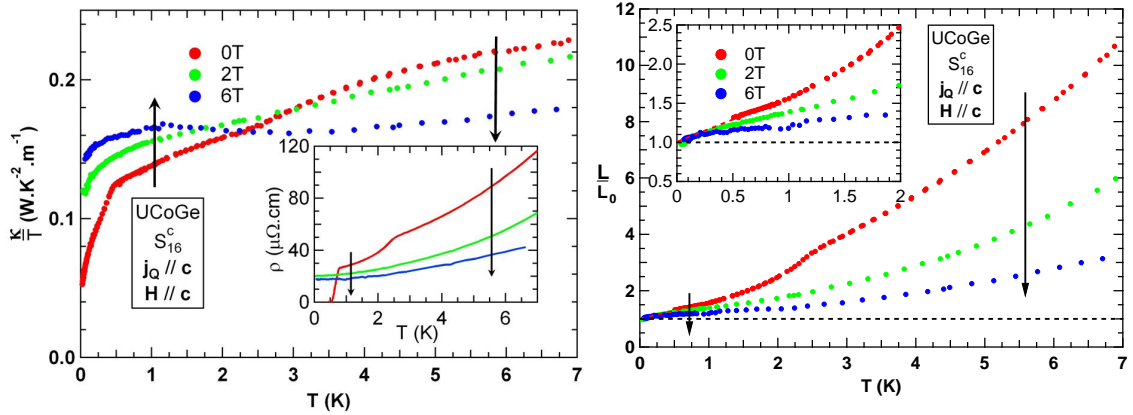 κ/T (W.K⁻².m⁻¹)
0.2
0.1
0.0
0T
2T
6T
UCoGe
S₁₆ᶜ
j_Q // c
H // c
ρ (μΩ.cm)
120
80
40
0
0 2 4 6
T (K)
0 1 2 3 4 5 6 7
T (K)
L/L₀
12
10
8
6
4
2
0
2.5
2.0
1.5
1.0
0.5
0 0.5 1 1.5 2
0T
2T
6T
UCoGe
S₁₆ᶜ
j_Q // c
H // c
0 1 2 3 4 5 6 7
T (K)